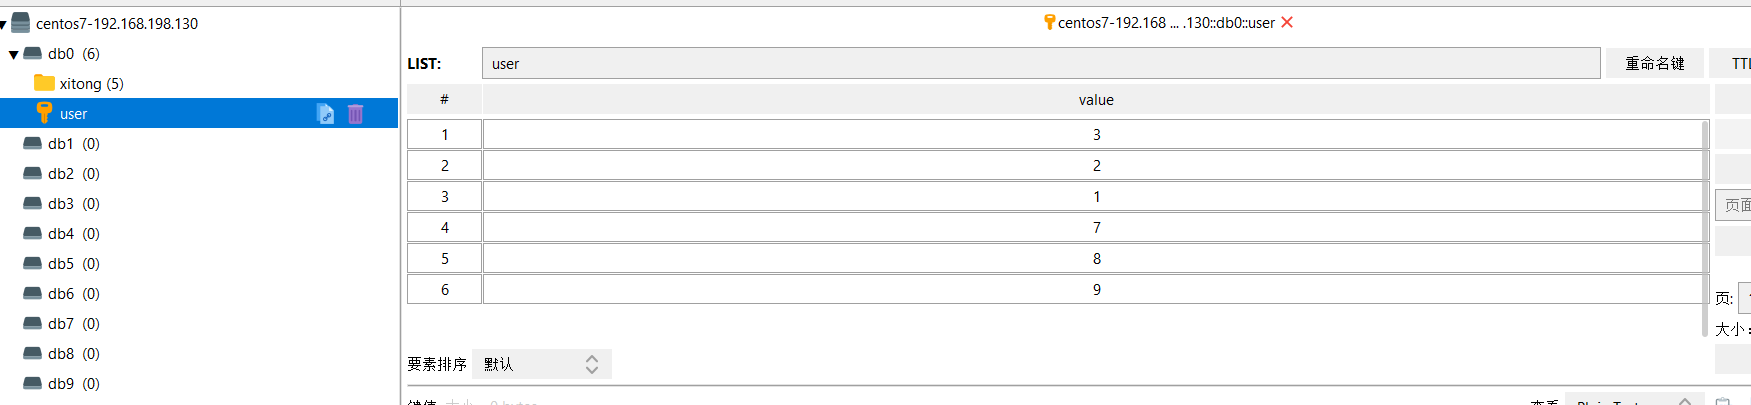 centos7-192.168.198.130
db0 (6)
xitong (5)
user
db1 (0)
db2 (0)
db3 (0)
db4 (0)
db5 (0)
db6 (0)
db7 (0)
db8 (0)
db9 (0)
centos7-192.168 ... .130::db0::user
LIST: user 重命名键 TTL
# value
1 3
2 2
3 1
4 7
5 8
6 9
页面
页:
大小:
要素排序 默认